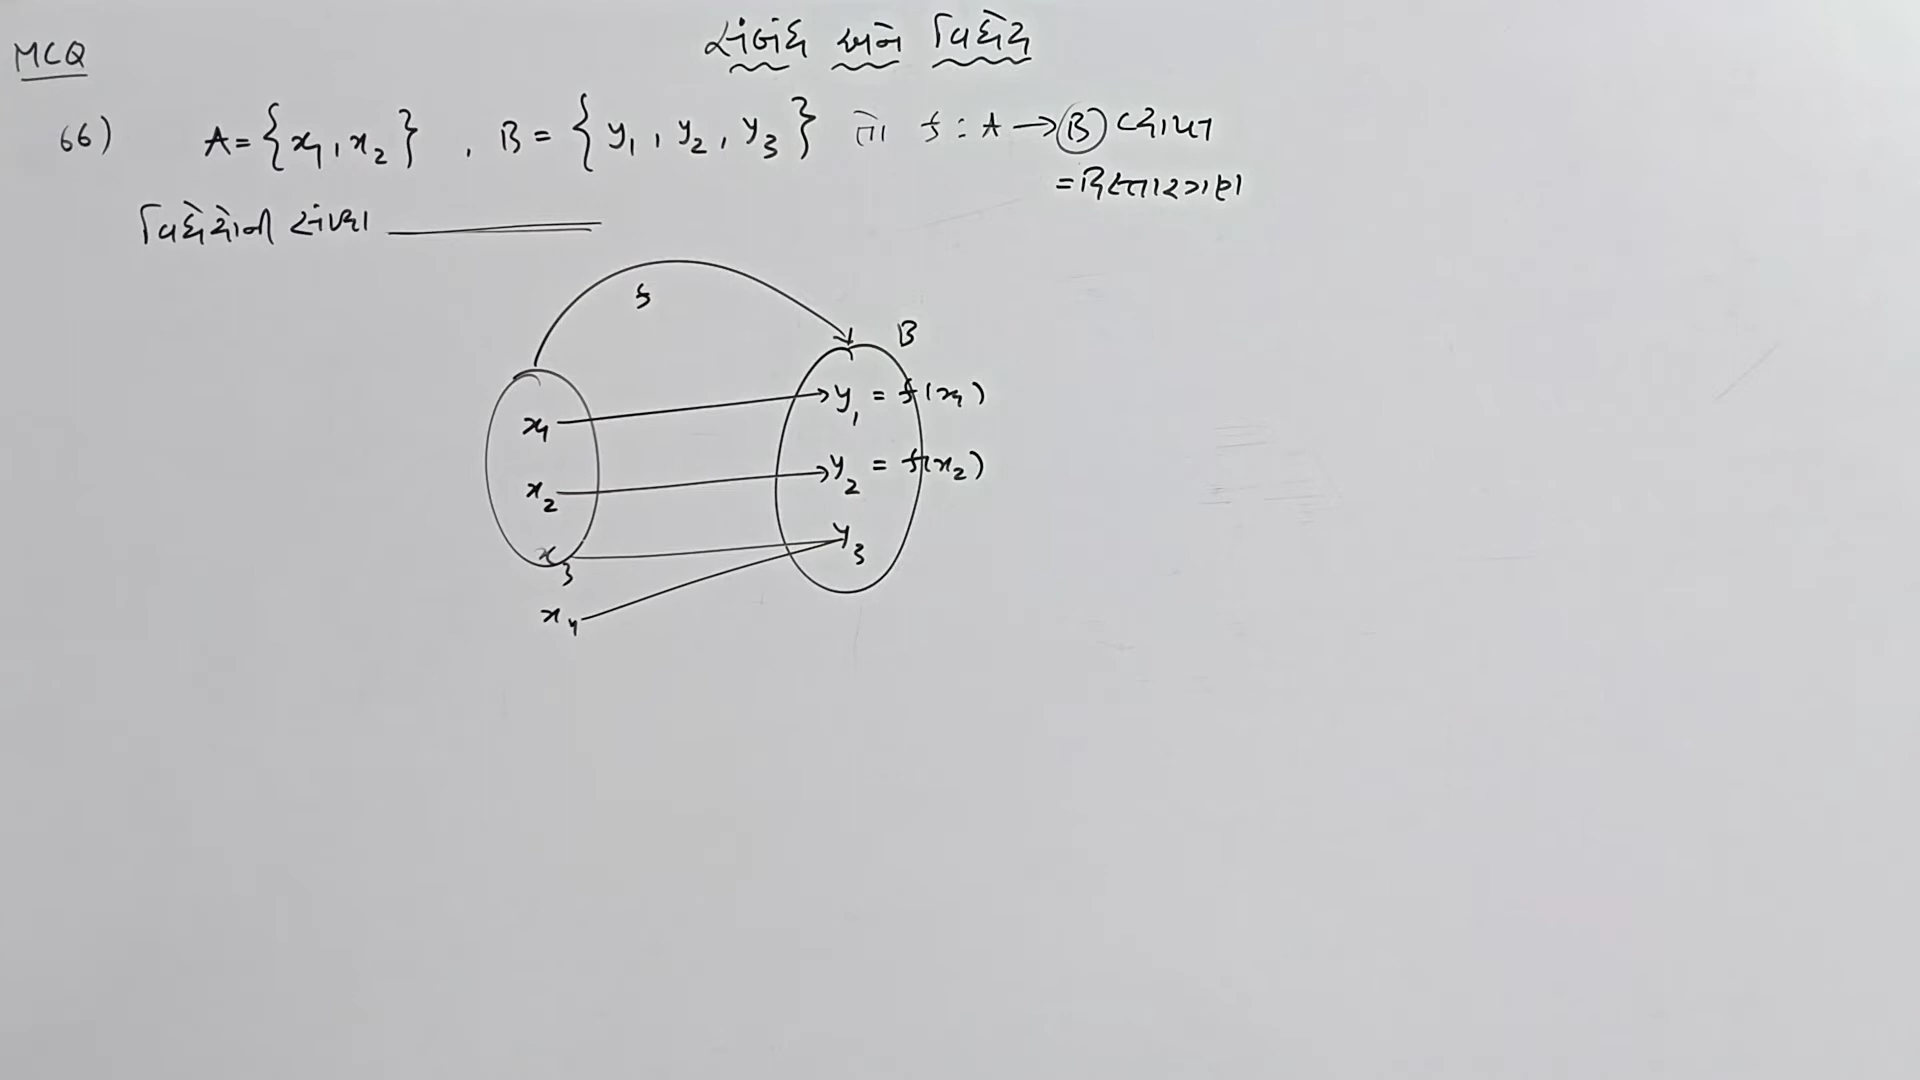 MCQ
સંબંધ અને વિધેય
66) A = {x₁, x₂} , B = {y₁, y₂, y₃} તો f : A → B વ્યાપ્ત
= વિસ્તારગણ
વિધેયોની સંખ્યા ______
f
B
x₁ y₁ = f(x₁)
x₂ y₂ = f(x₂)
x₃ y₃
x₄